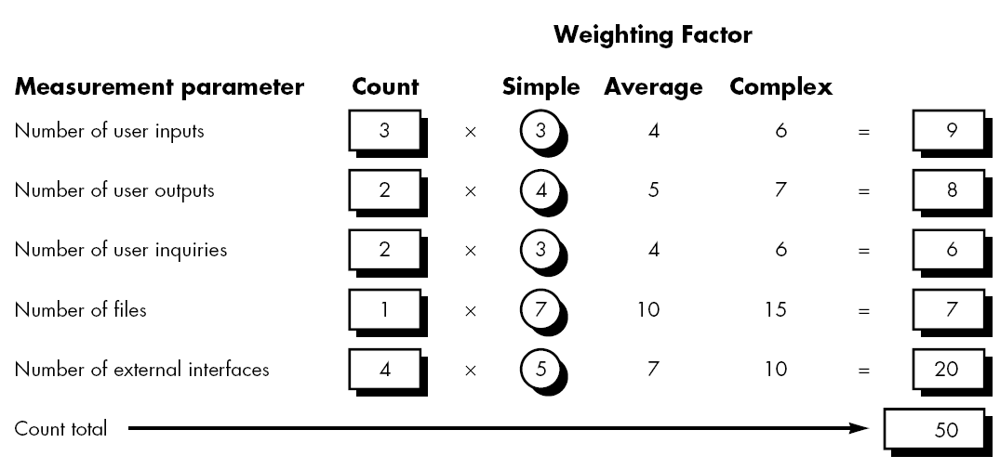 Weighting Factor
Measurement parameter Count Simple Average Complex
Number of user inputs 3 × 3 4 6 = 9
Number of user outputs 2 × 4 5 7 = 8
Number of user inquiries 2 × 3 4 6 = 6
Number of files 1 × 7 10 15 = 7
Number of external interfaces 4 × 5 7 10 = 20
Count total 50